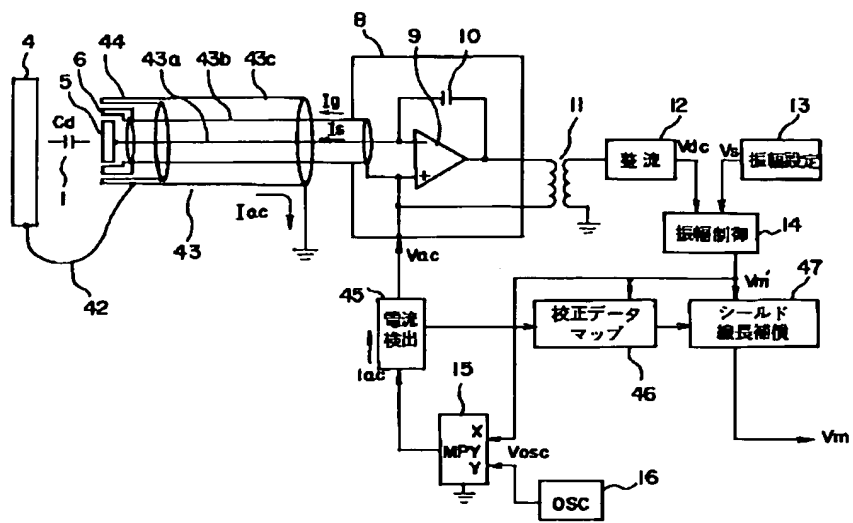 4
44
6
5
43a
43b
43c
8
9
10
Cd
Ig
Is
11
12
13
整流
Vdc
Vs
振幅設定
1
Iac
43
14
振幅制御
42
Vac
45
Vm'
47
電流
検出
校正データ
マップ
シールド
線長補償
Iac
46
15
X
MPY
Y
Vosc
Vm
16
OSC